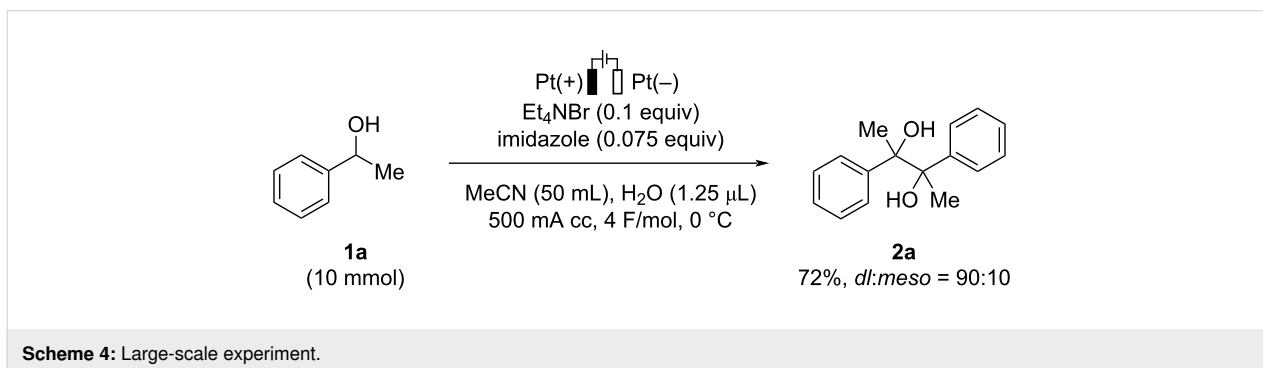 Pt(+) Pt(–)
Et₄NBr (0.1 equiv)
imidazole (0.075 equiv)
MeCN (50 mL), H₂O (1.25 μL)
500 mA cc, 4 F/mol, 0 °C
OH
Me
1a
(10 mmol)
Me OH
HO Me
2a
72%, dl:meso = 90:10
Scheme 4: Large-scale experiment.